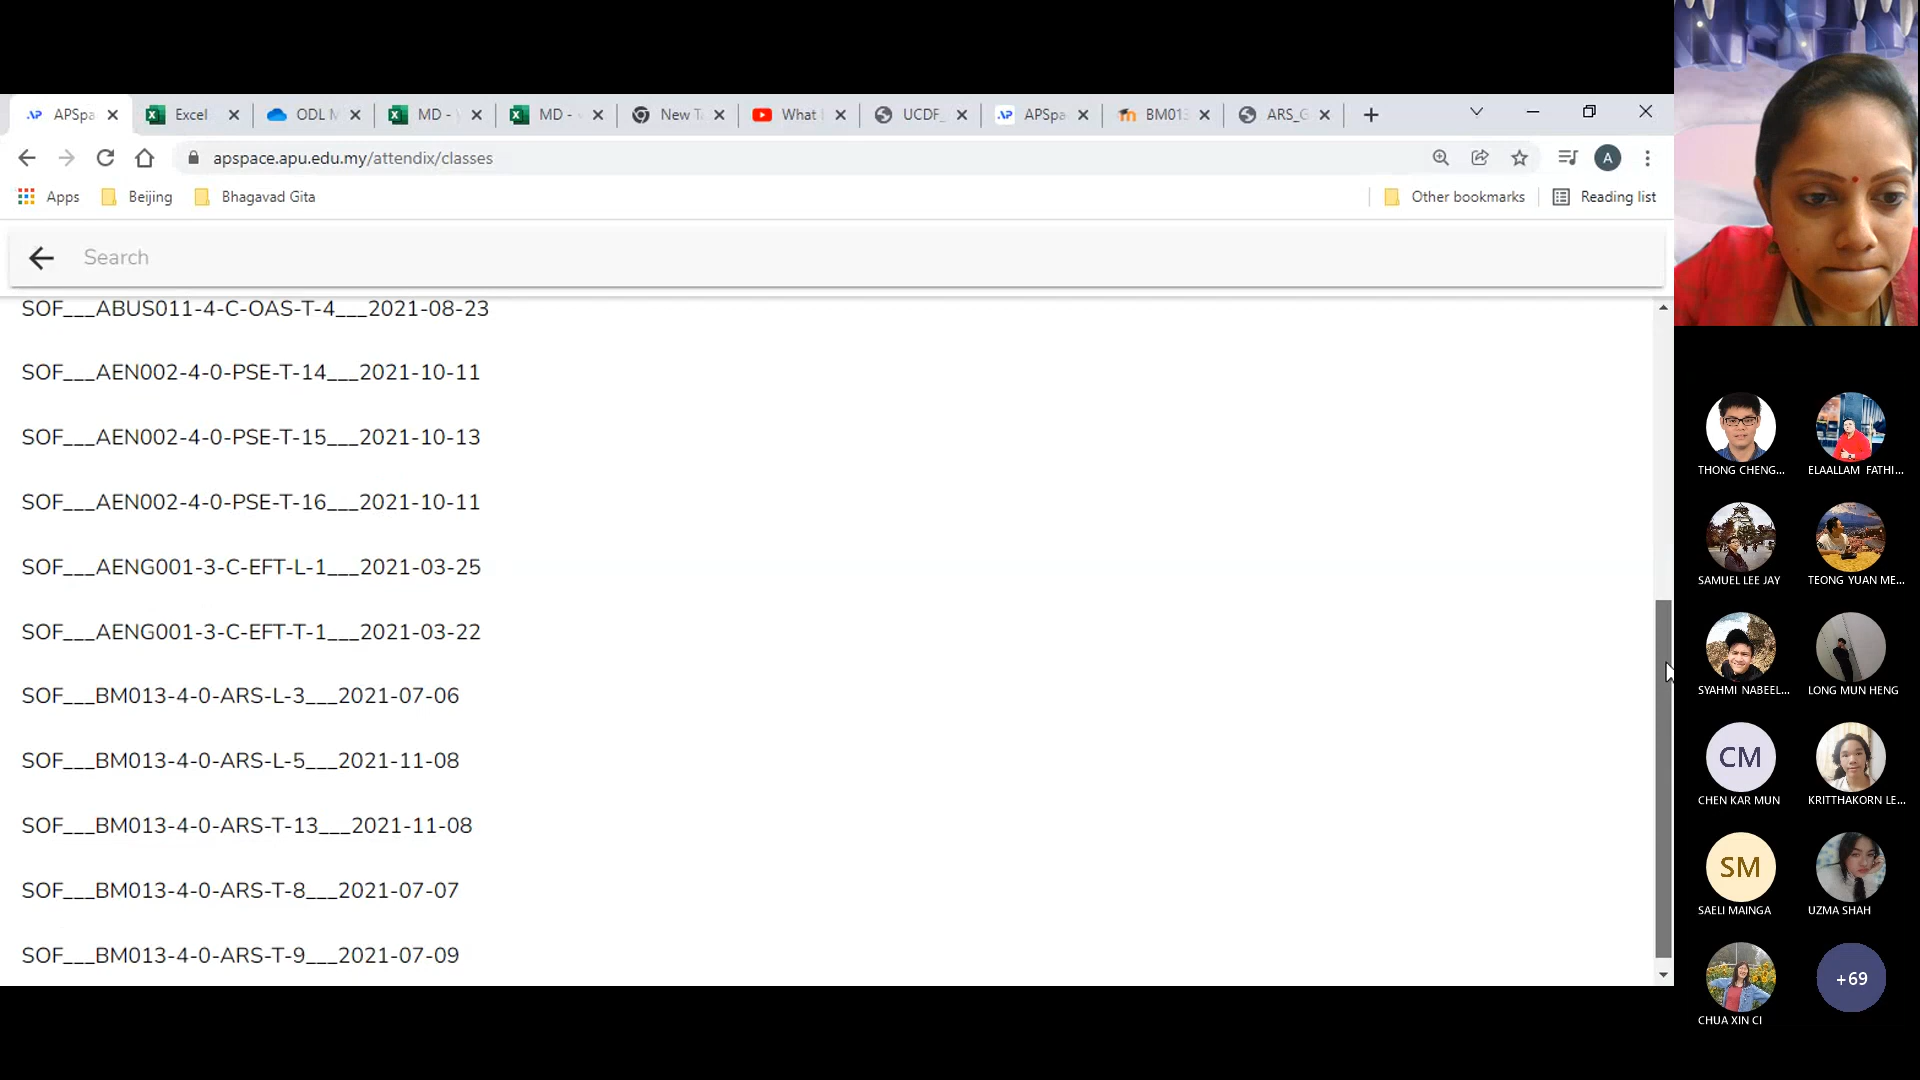 APSpa
Excel
ODL M
MD -
MD -
New T
What
UCDF_
APSpa
BM013
ARS_G
apspace.apu.edu.my/attendix/classes
A
Apps
Beijing
Bhagavad Gita
Other bookmarks
Reading list
Search
SOF___ABUS011-4-C-OAS-T-4___2021-08-23
SOF___AEN002-4-0-PSE-T-14___2021-10-11
SOF___AEN002-4-0-PSE-T-15___2021-10-13
SOF___AEN002-4-0-PSE-T-16___2021-10-11
SOF___AENG001-3-C-EFT-L-1___2021-03-25
SOF___AENG001-3-C-EFT-T-1___2021-03-22
SOF___BM013-4-0-ARS-L-3___2021-07-06
SOF___BM013-4-0-ARS-L-5___2021-11-08
SOF___BM013-4-0-ARS-T-13___2021-11-08
SOF___BM013-4-0-ARS-T-8___2021-07-07
SOF___BM013-4-0-ARS-T-9___2021-07-09
THONG CHENG...
ELAALLAM FATHI...
SAMUEL LEE JAY
TEONG YUAN ME...
SYAHMI NABEEL...
LONG MUN HENG
CM
CHEN KAR MUN
KRITTHAKORN LE...
SM
SAELI MAINGA
UZMA SHAH
CHUA XIN CI
+69